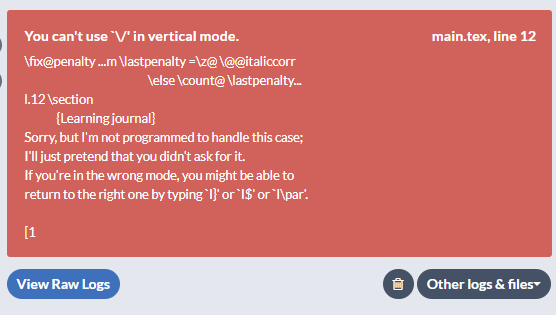 You can't use `\/' in vertical mode. main.tex, line 12
\fix@penalty ...m \lastpenalty =\z@ \@@italiccorr
\else \count@ \lastpenalty...
l.12 \section
{Learning journal}
Sorry, but I'm not programmed to handle this case;
I'll just pretend that you didn't ask for it.
If you're in the wrong mode, you might be able to
return to the right one by typing `I}' or `I$' or `I\par'.
[1
View Raw Logs
Other logs & files